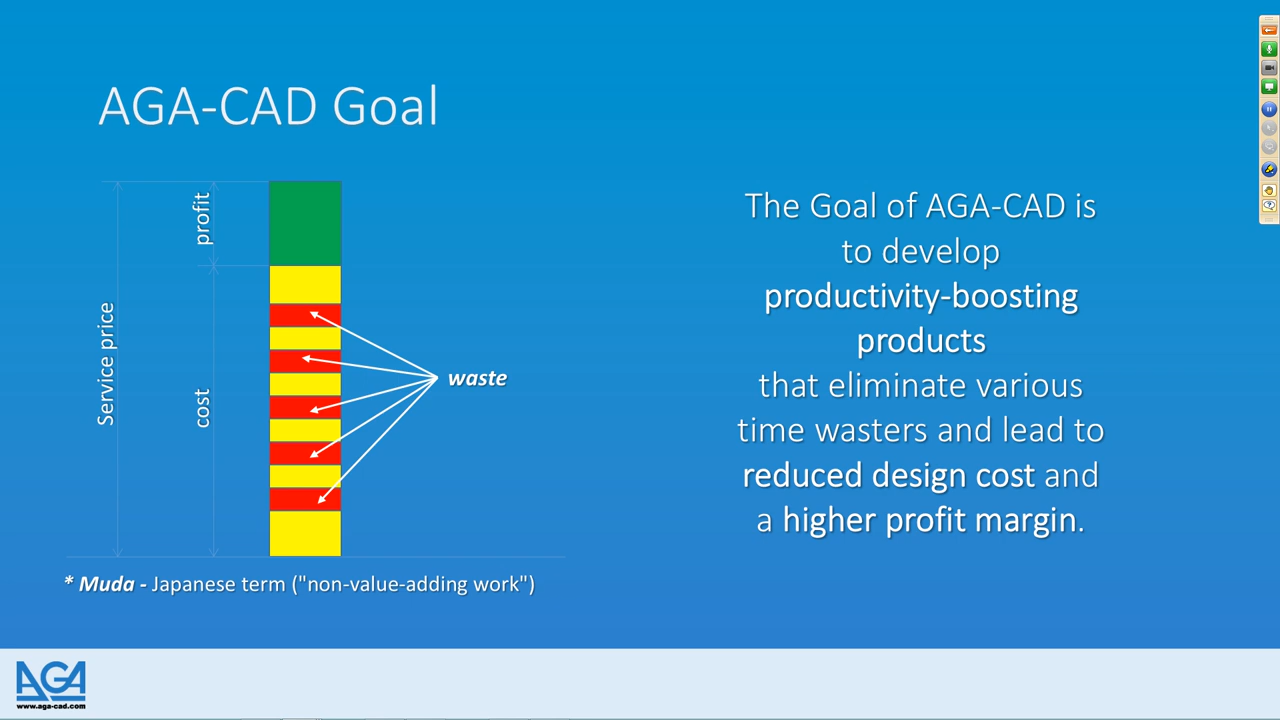 AGA-CAD Goal
profit
Service price
cost
waste
* Muda - Japanese term ("non-value-adding work")
The Goal of AGA-CAD is
to develop
productivity-boosting
products
that eliminate various
time wasters and lead to
reduced design cost and
a higher profit margin.
AGA
www.aga-cad.com